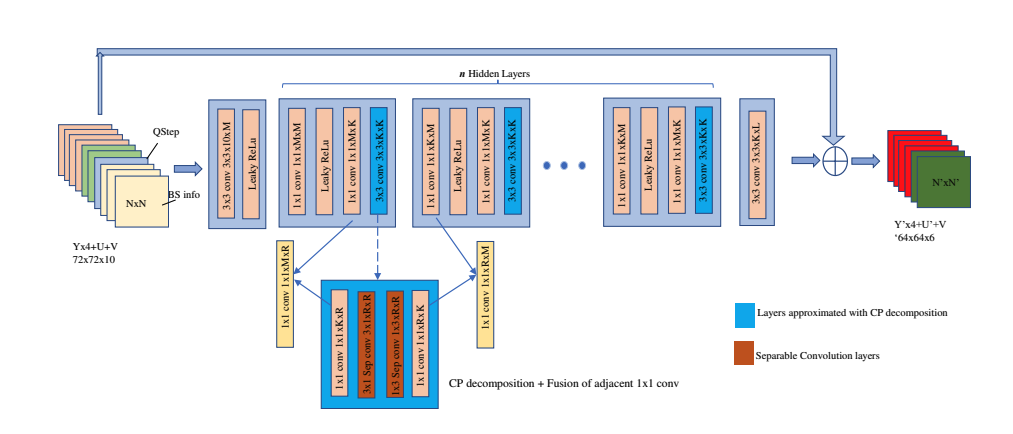 n Hidden Layers
QStep
BS info
NxN
Yx4+U+V
72x72x10
3x3 conv 3x3x10xM
Leaky ReLu
1x1 conv 1x1xMxM
Leaky ReLu
1x1 conv 1x1xMxK
3x3 conv 3x3xKxK
1x1 conv 1x1xKxM
Leaky ReLu
1x1 conv 1x1xMxK
3x3 conv 3x3xKxK
1x1 conv 1x1xKxM
Leaky ReLu
1x1 conv 1x1xMxK
3x3 conv 3x3xKxK
3x3 conv 3x3xKxL
N'xN'
Y'x4+U'+V
'64x64x6
1x1 conv 1x1xMxR
1x1 conv 1x1xKxR
3x1 Sep conv 3x1xRxR
1x3 Sep conv 1x3xRxR
1x1 conv 1x1xRxK
1x1 conv 1x1xRxM
CP decomposition + Fusion of adjacent 1x1 conv
Layers approximated with CP decomposition
Separable Convolution layers